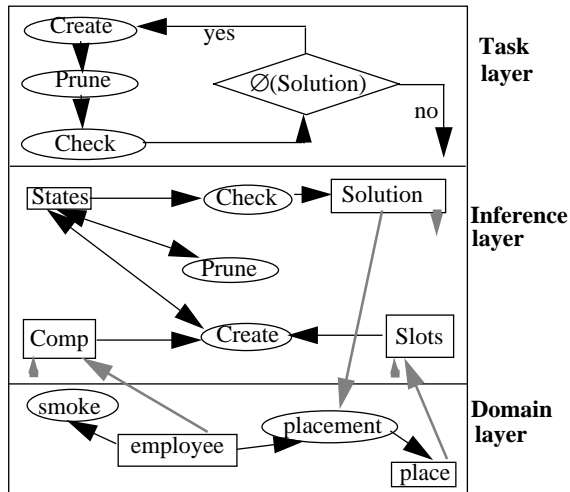 Create
yes
Prune
Ø(Solution)
Check
no
Task
layer
States
Check
Solution
Prune
Comp
Create
Slots
Inference
layer
smoke
employee
placement
place
Domain
layer